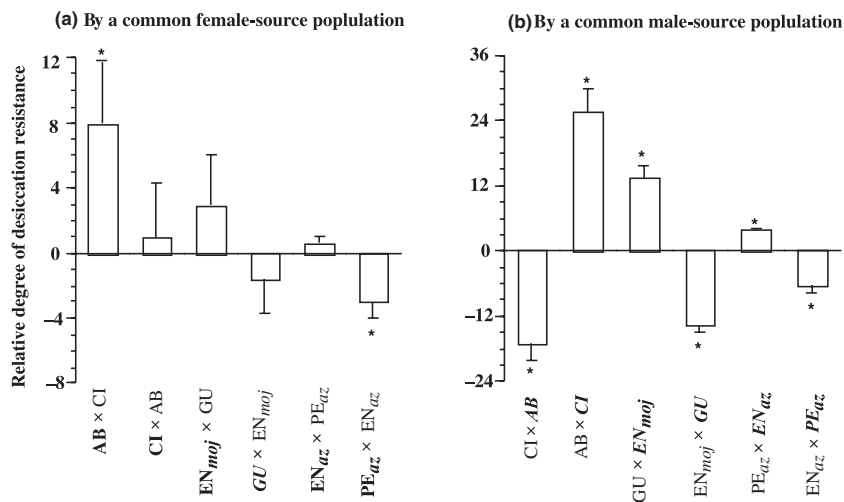 (a) By a common female-source poplulation
(b) By a common male-source poplulation
Relative degree of desiccation resistance
12
8
4
0
−4
−8
*
*
AB × CI
CI × AB
ENmoj × GU
GU × ENmoj
ENaz × PEaz
PEaz × ENaz
36
24
12
0
−12
−24
*
*
*
*
*
*
CI × AB
AB × CI
GU × ENmoj
ENmoj × GU
PEaz × ENaz
ENaz × PEaz